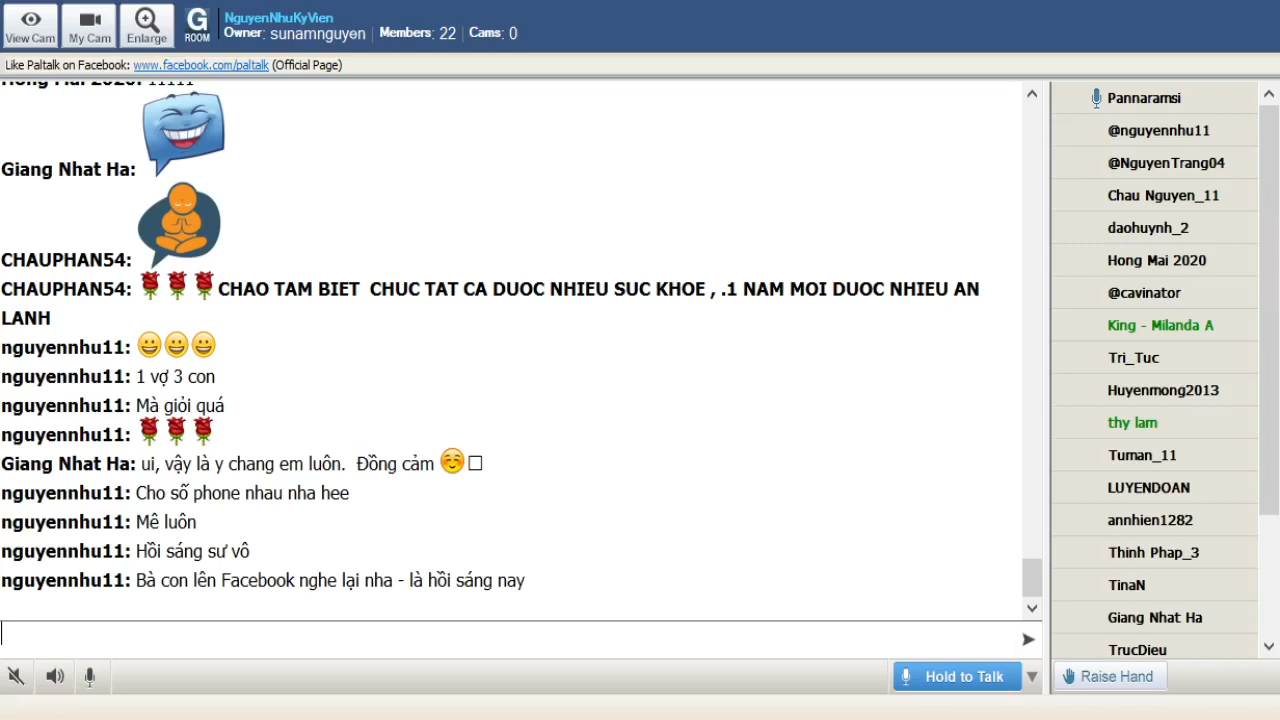 View Cam
My Cam
Enlarge
G
ROOM
NguyenNhuKyVien
Owner: sunamnguyen | Members: 22 | Cams: 0
Like Paltalk on Facebook: www.facebook.com/paltalk (Official Page)
Hong Mai 2020: 11111
Giang Nhat Ha:
CHAUPHAN54:
CHAUPHAN54: CHAO TAM BIET CHUC TAT CA DUOC NHIEU SUC KHOE , .1 NAM MOI DUOC NHIEU AN
LANH
nguyennhu11:
nguyennhu11: 1 vợ 3 con
nguyennhu11: Mà giỏi quá
nguyennhu11:
Giang Nhat Ha: ui, vậy là y chang em luôn. Đồng cảm
nguyennhu11: Cho số phone nhau nha hee
nguyennhu11: Mê luôn
nguyennhu11: Hồi sáng sư vô
nguyennhu11: Bà con lên Facebook nghe lại nha - là hồi sáng nay
Hold to Talk
Pannaramsi
@nguyennhu11
@NguyenTrang04
Chau Nguyen_11
daohuynh_2
Hong Mai 2020
@cavinator
King - Milanda A
Tri_Tuc
Huyenmong2013
thy lam
Tuman_11
LUYENDOAN
annhien1282
Thinh Phap_3
TinaN
Giang Nhat Ha
TrucDieu
Raise Hand